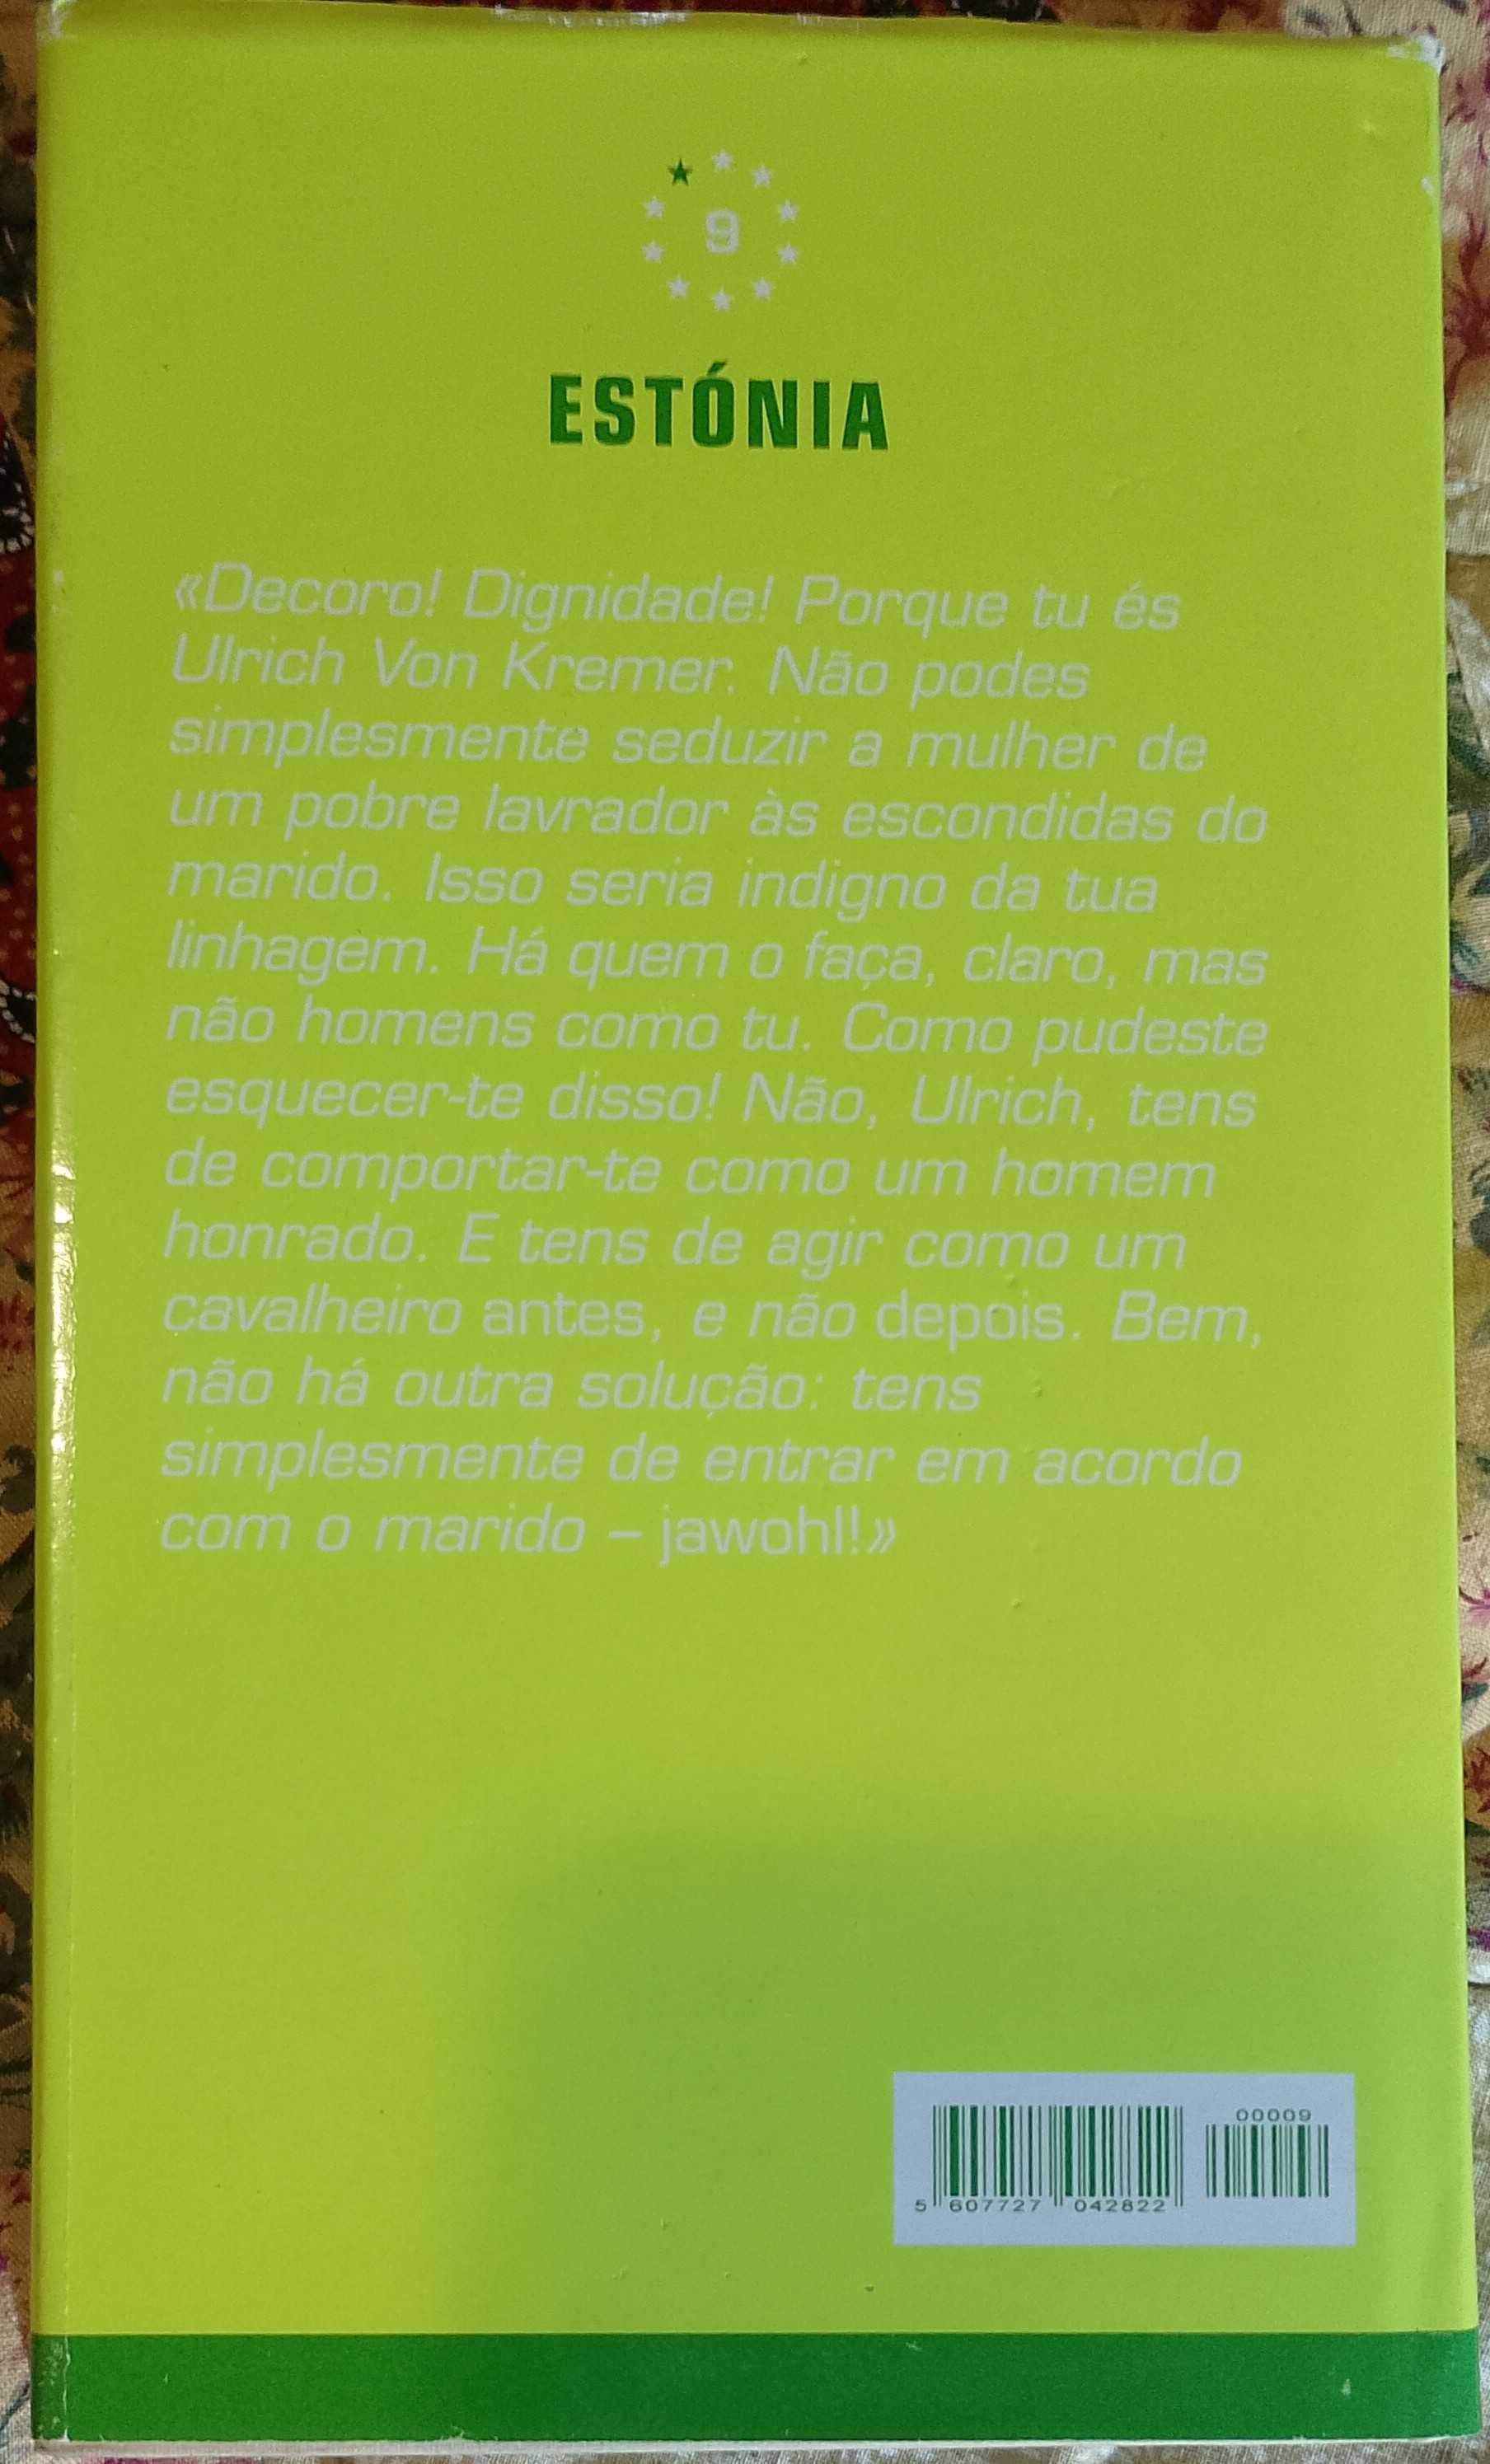 9
ESTÓNIA
«Decoro! Dignidade! Porque tu és
Ulrich Von Kremer. Não podes
simplesmente seduzir a mulher de
um pobre lavrador às escondidas do
marido. Isso seria indigno da tua
linhagem. Há quem o faça, claro, mas
não homens como tu. Como pudeste
esquecer-te disso! Não, Ulrich, tens
de comportar-te como um homem
honrado. E tens de agir como um
cavalheiro antes, e não depois. Bem,
não há outra solução: tens
simplesmente de entrar em acordo
com o marido – jawohl!»
00009
5 607727 042822